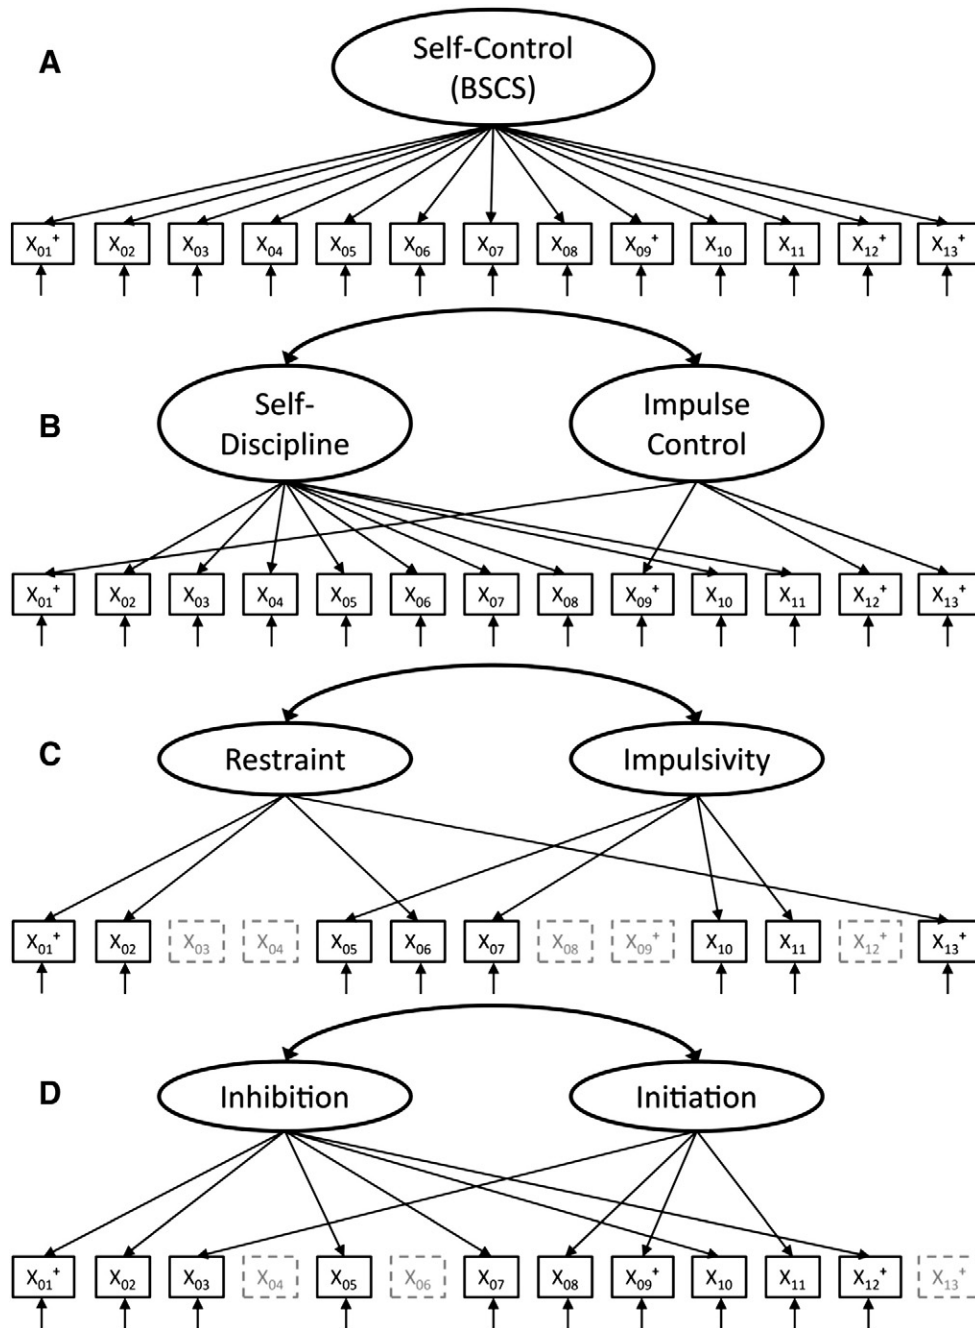 A
Self-Control
(BSCS)
X01+ X02 X03 X04 X05 X06 X07 X08 X09+ X10 X11 X12+ X13+
B
Self-
Discipline
Impulse
Control
X01+ X02 X03 X04 X05 X06 X07 X08 X09+ X10 X11 X12+ X13+
C
Restraint
Impulsivity
X01+ X02 X03 X04 X05 X06 X07 X08 X09+ X10 X11 X12+ X13+
D
Inhibition
Initiation
X01+ X02 X03 X04 X05 X06 X07 X08 X09+ X10 X11 X12+ X13+